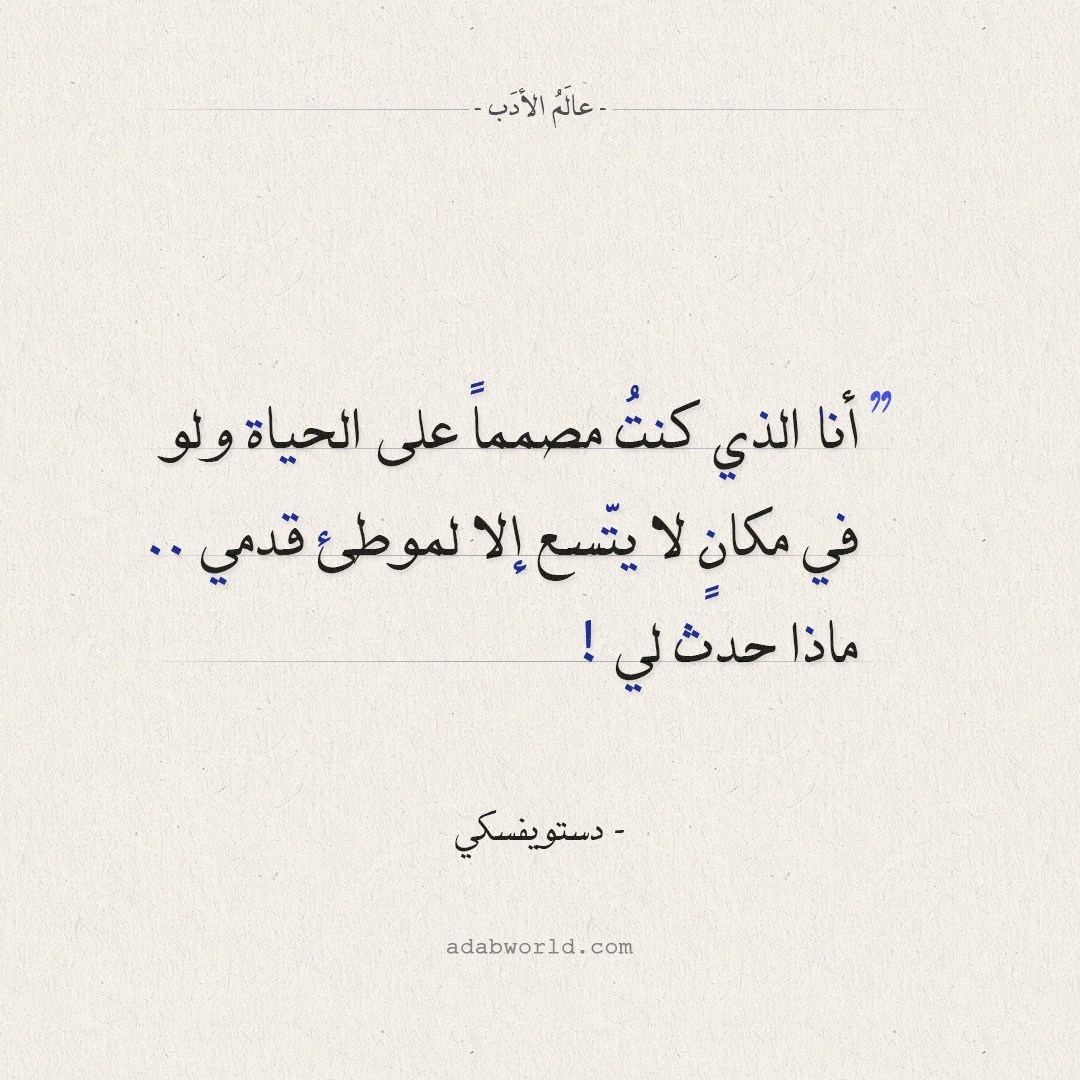 - عالَمُ الأدَب -
” أنا الذي كنتُ مصمماً على الحياة ولو
في مكانٍ لا يتّسع إلا لموطئ قدمي ..
ماذا حدث لي !
- دستويفسكي
adabworld.com